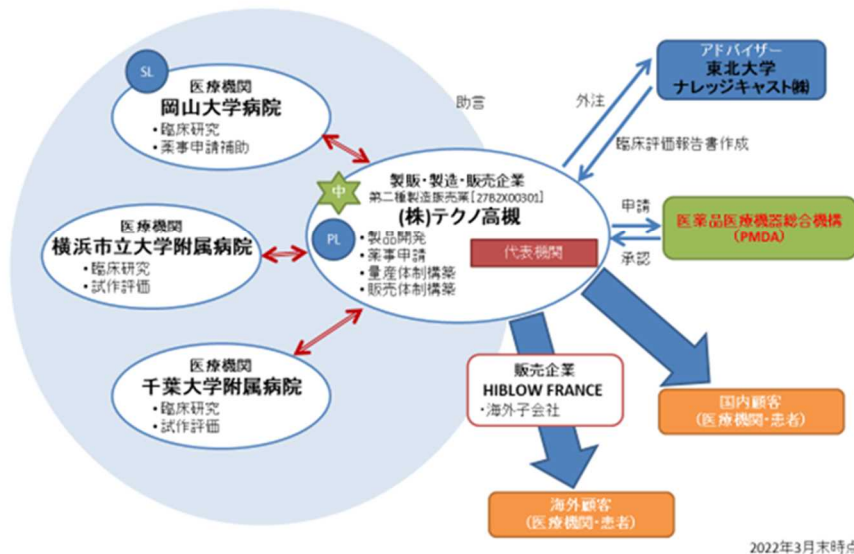 SL
医療機関
岡山大学病院
・臨床研究
・薬事申請補助
医療機関
横浜市立大学附属病院
・臨床研究
・試作評価
医療機関
千葉大学附属病院
・臨床研究
・試作評価
助言
中
製販・製造・販売企業
第二種製造販売業[27B2X00301]
(株)テクノ高槻
PL
・製品開発
・薬事申請
・量産体制構築
・販売体制構築
代表機関
外注
臨床評価報告書作成
アドバイザー
東北大学
ナレッジキャスト㈱
申請
承認
医薬品医療機器総合機構
(PMDA)
販売企業
HIBLOW FRANCE
・海外子会社
国内顧客
(医療機関・患者)
海外顧客
(医療機関・患者)
2022年3月末時点